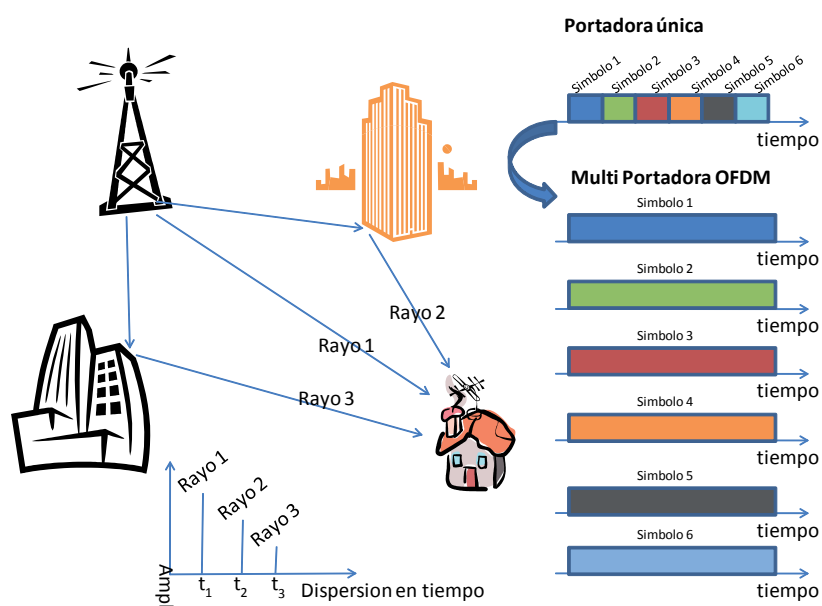 Portadora única
Simbolo 1
Simbolo 2
Simbolo 3
Simbolo 4
Simbolo 5
Simbolo 6
tiempo
Multi Portadora OFDM
Simbolo 1
tiempo
Simbolo 2
tiempo
Simbolo 3
tiempo
Simbolo 4
tiempo
Simbolo 5
tiempo
Simbolo 6
tiempo
Rayo 2
Rayo 1
Rayo 3
Rayo 1
Rayo 2
Rayo 3
Ampl
t1
t2
t3
Dispersion en tiempo